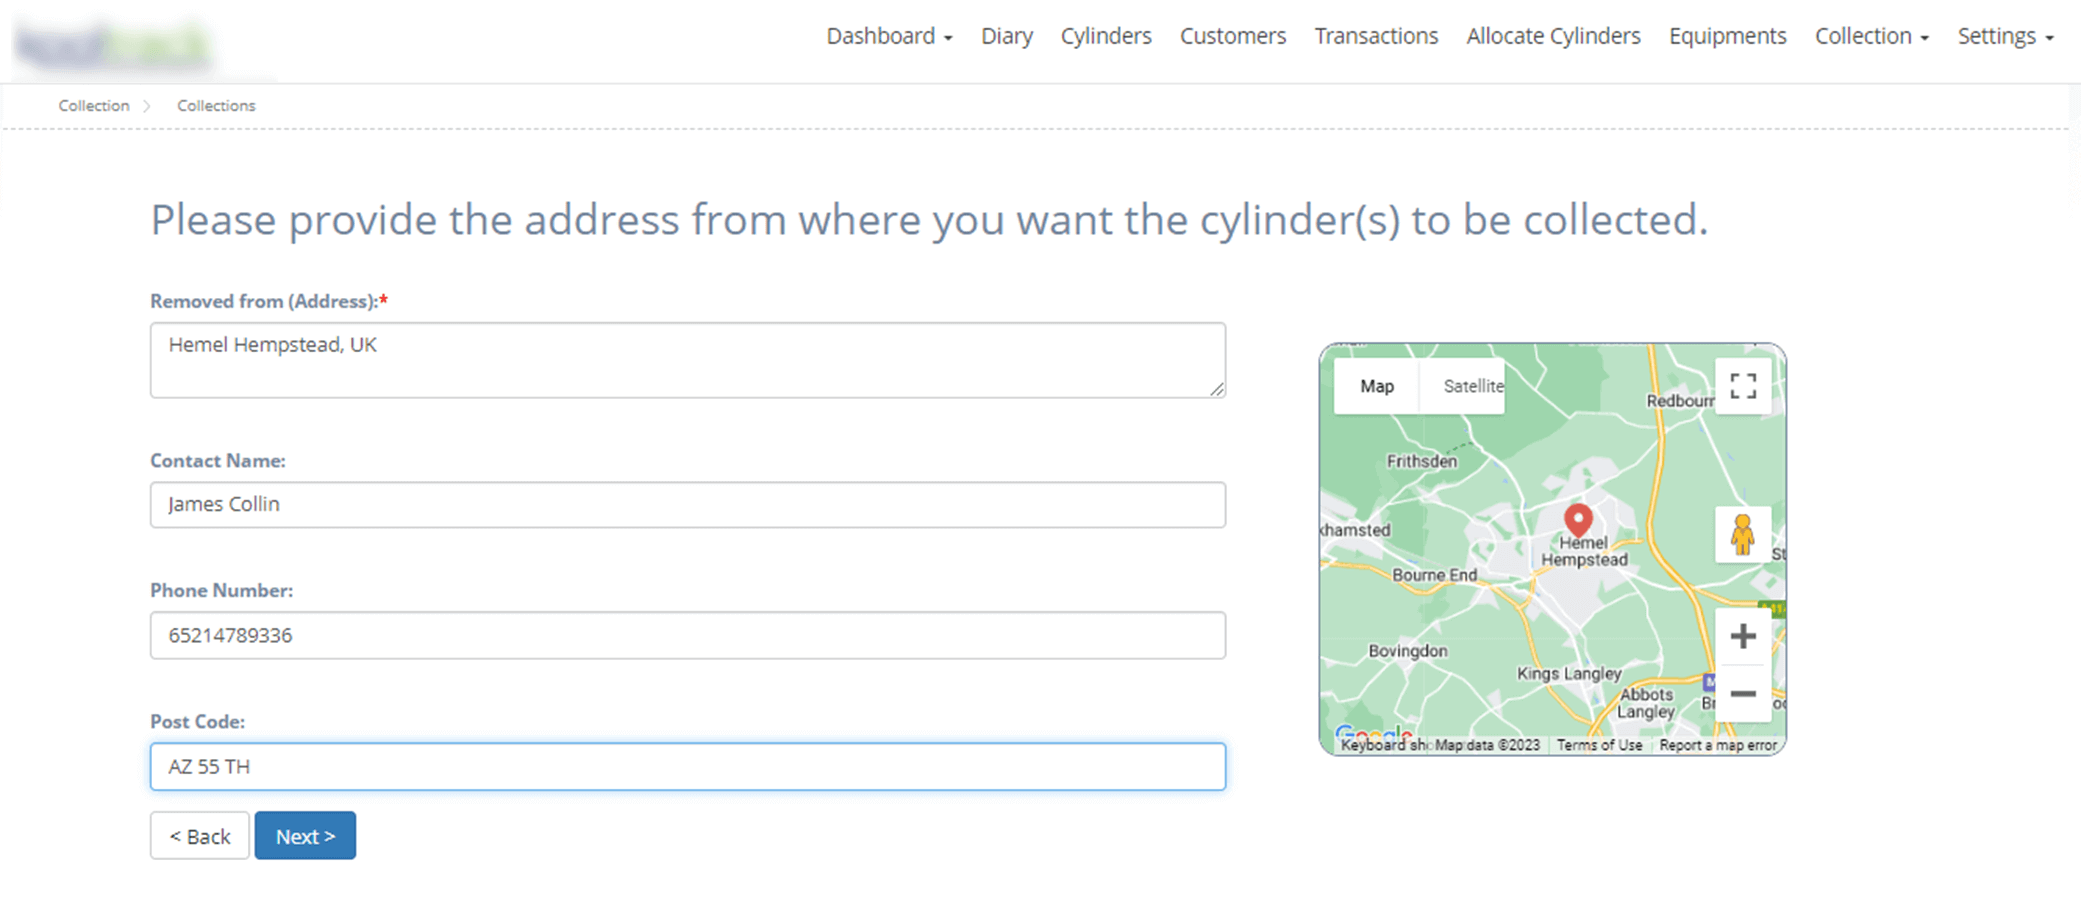 Dashboard Diary Cylinders Customers Transactions Allocate Cylinders Equipments Collection Settings
Collection Collections
Please provide the address from where you want the cylinder(s) to be collected.
Removed from (Address):*
Hemel Hempstead, UK
Contact Name:
James Collin
Phone Number:
65214789336
Post Code:
AZ 55 TH
< Back Next >
Map Satellite
Redbourn
Frithsden
khamsted
Hemel
Hempstead
St
Bourne End
Bovingdon
Kings Langley
Abbots
Langley
Google
Keyboard sho Map data ©2023 Terms of Use Report a map error